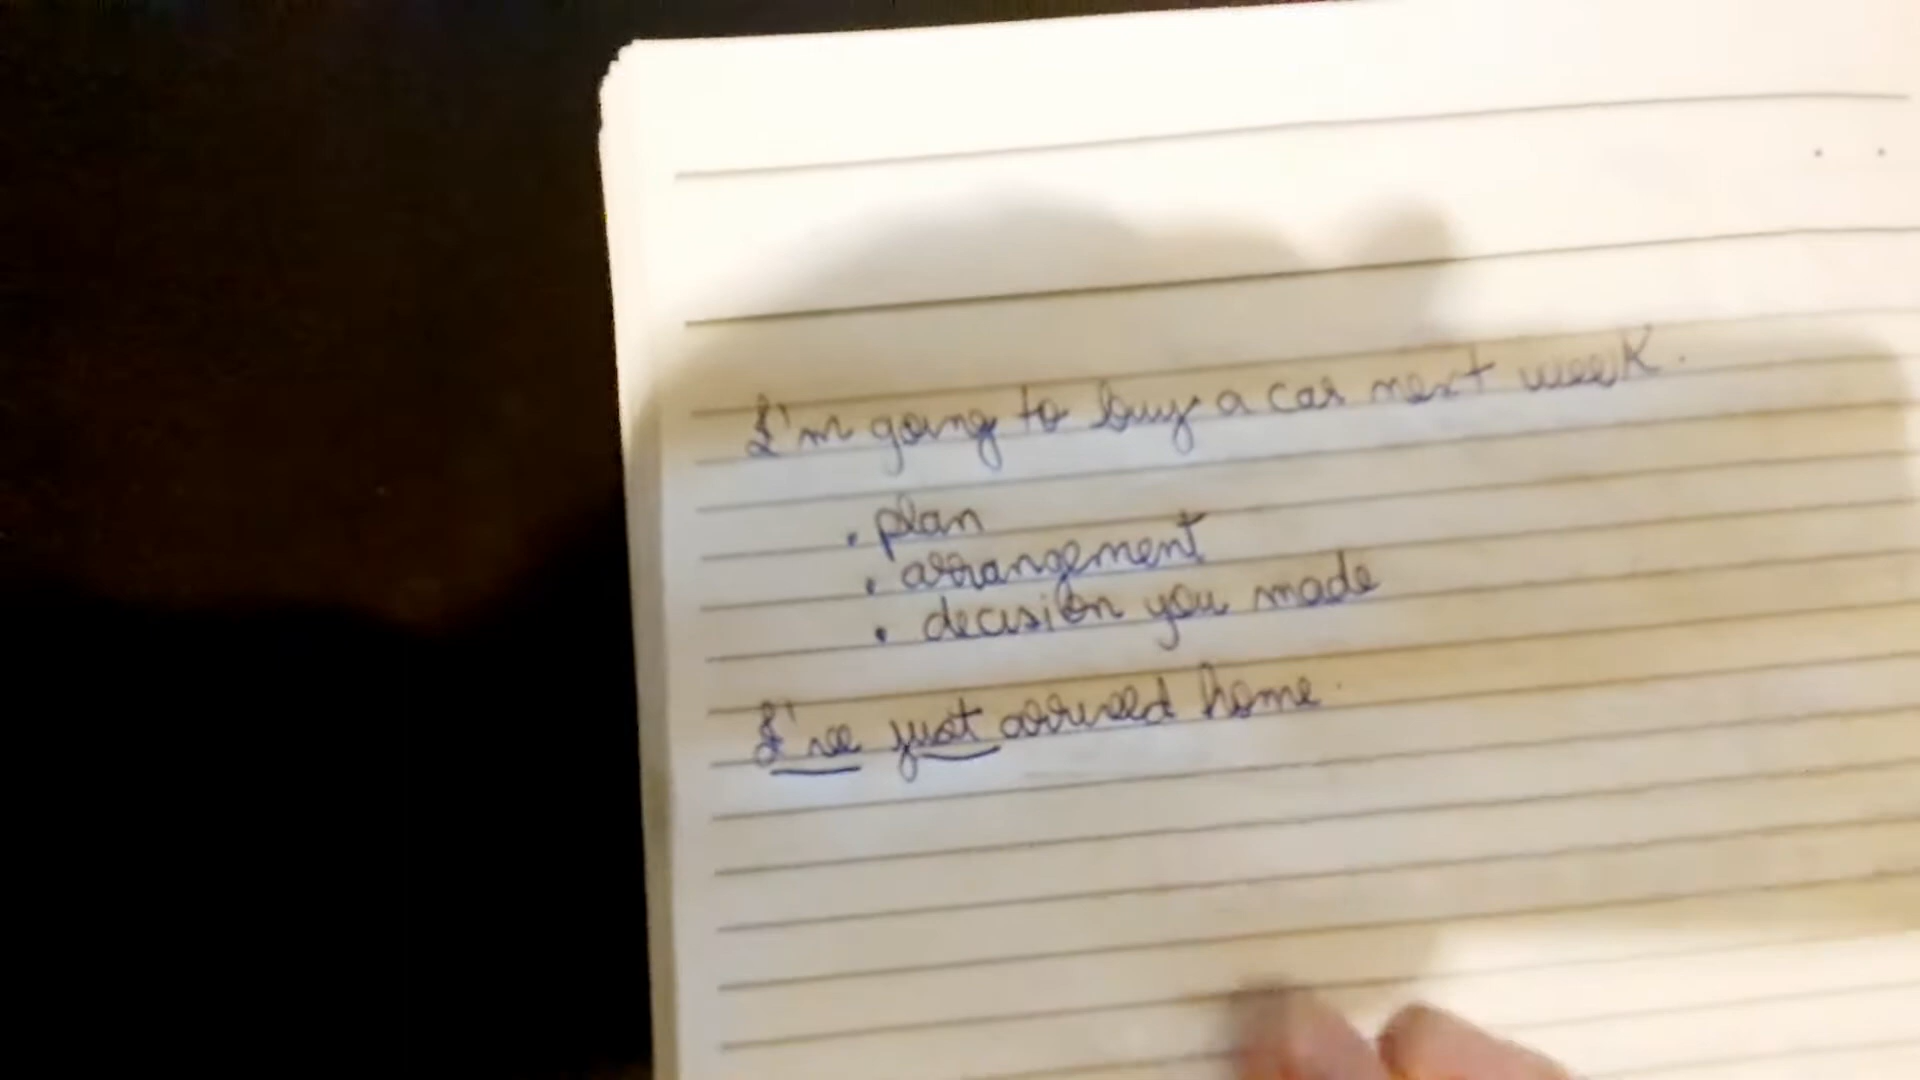 I'm going to buy a car next week.
. plan
. arrangement
. decision you made
I've just arrived home.